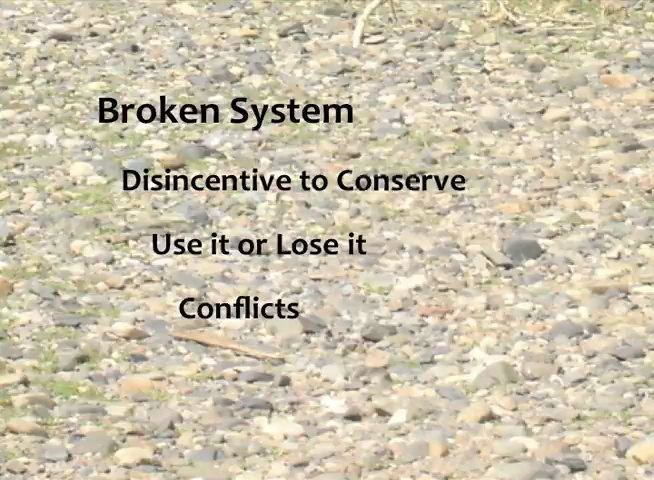 Broken System
Disincentive to Conserve
Use it or Lose it
Conflicts